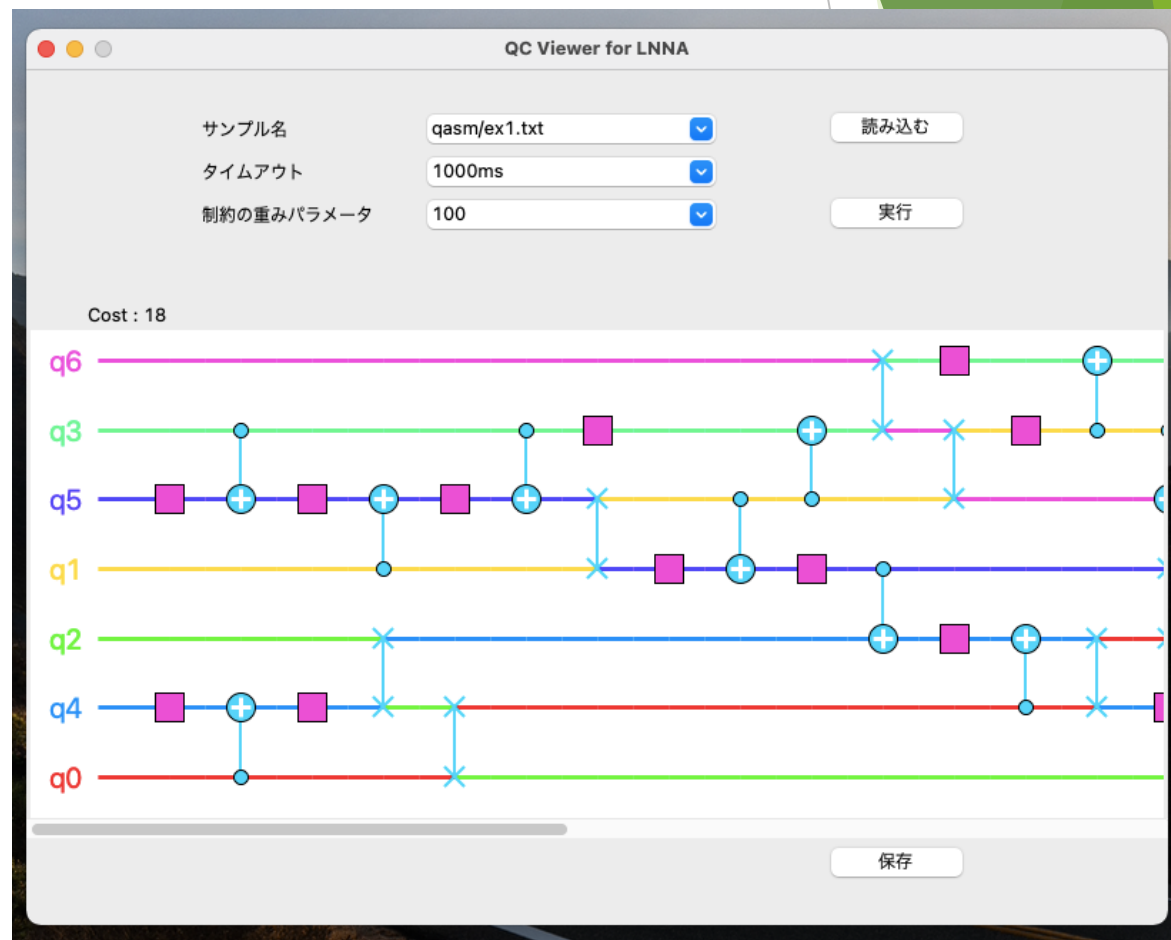 QC Viewer for LNNA
サンプル名 qasm/ex1.txt 読み込む
タイムアウト 1000ms
制約の重みパラメータ 100 実行
Cost : 18
q6
q3
q5
q1
q2
q4
q0
保存